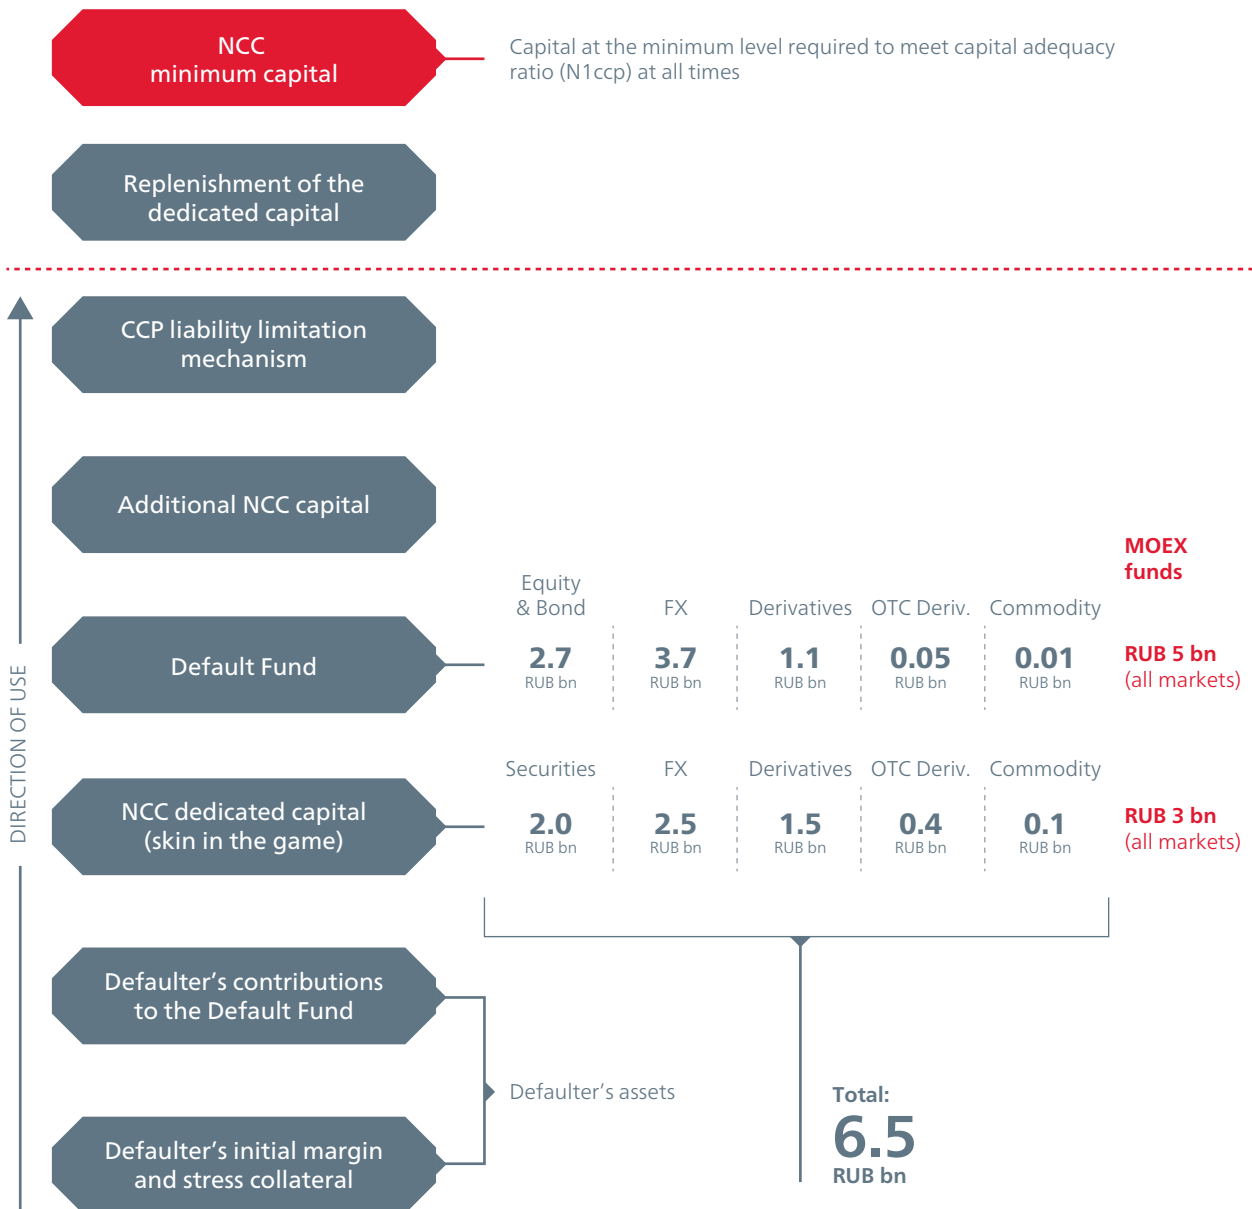 NCC
minimum capital
Capital at the minimum level required to meet capital adequacy
ratio (N1ccp) at all times
Replenishment of the
dedicated capital
CCP liability limitation
mechanism
Additional NCC capital
MOEX
funds
Equity
& Bond
FX
Derivatives
OTC Deriv.
Commodity
Default Fund
2.7
RUB bn
3.7
RUB bn
1.1
RUB bn
0.05
RUB bn
0.01
RUB bn
RUB 5 bn
(all markets)
DIRECTION OF USE
Securities
FX
Derivatives
OTC Deriv.
Commodity
NCC dedicated capital
(skin in the game)
2.0
RUB bn
2.5
RUB bn
1.5
RUB bn
0.4
RUB bn
0.1
RUB bn
RUB 3 bn
(all markets)
Defaulter’s contributions
to the Default Fund
Defaulter’s assets
Defaulter’s initial margin
and stress collateral
Total:
6.5
RUB bn